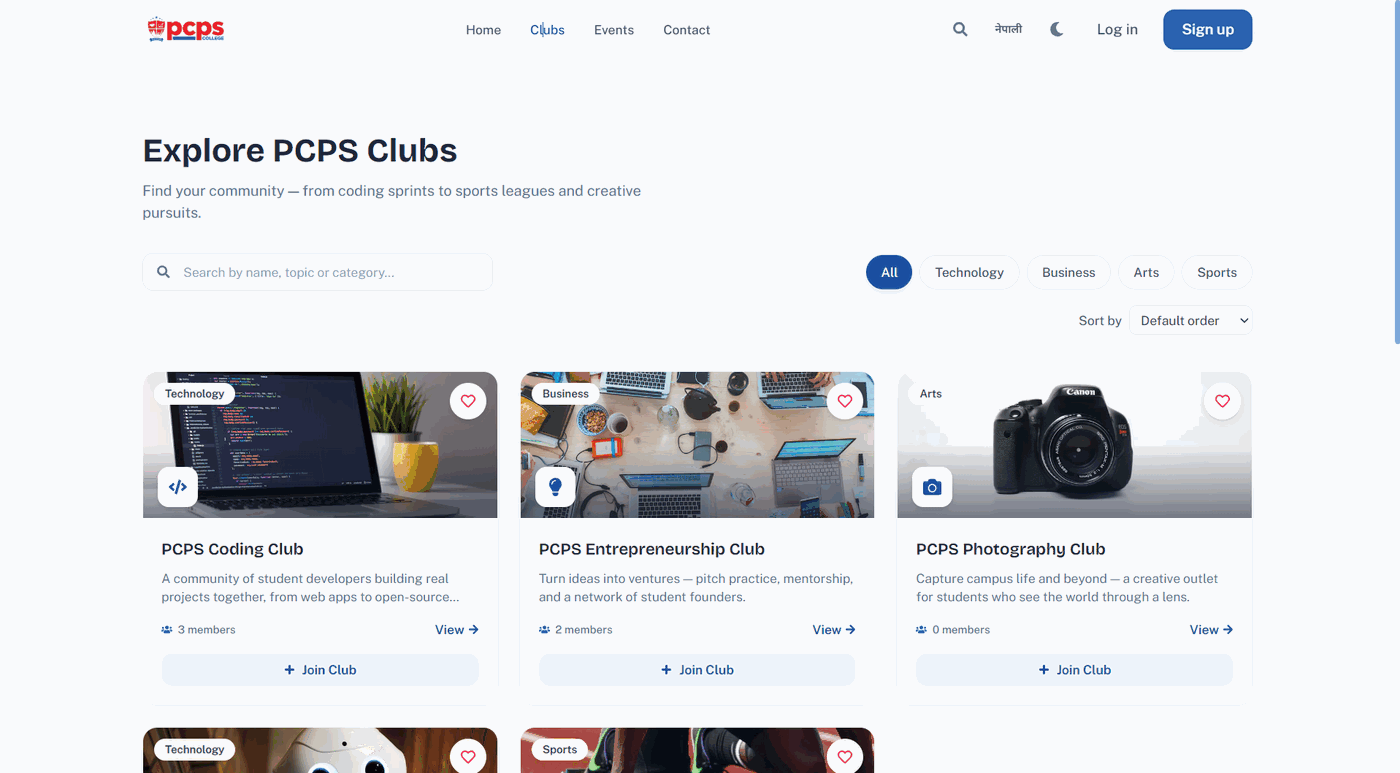 pcps
COLLEGE
Home
Clubs
Events
Contact
नेपाली
Log in
Sign up
Explore PCPS Clubs
Find your community — from coding sprints to sports leagues and creative
pursuits.
Search by name, topic or category...
All
Technology
Business
Arts
Sports
Sort by
Default order
Technology
Business
Arts
Canon
PCPS Coding Club
PCPS Entrepreneurship Club
PCPS Photography Club
A community of student developers building real
projects together, from web apps to open-source...
Turn ideas into ventures — pitch practice, mentorship,
and a network of student founders.
Capture campus life and beyond — a creative outlet
for students who see the world through a lens.
3 members
View →
2 members
View →
0 members
View →
+ Join Club
+ Join Club
+ Join Club
Technology
Sports